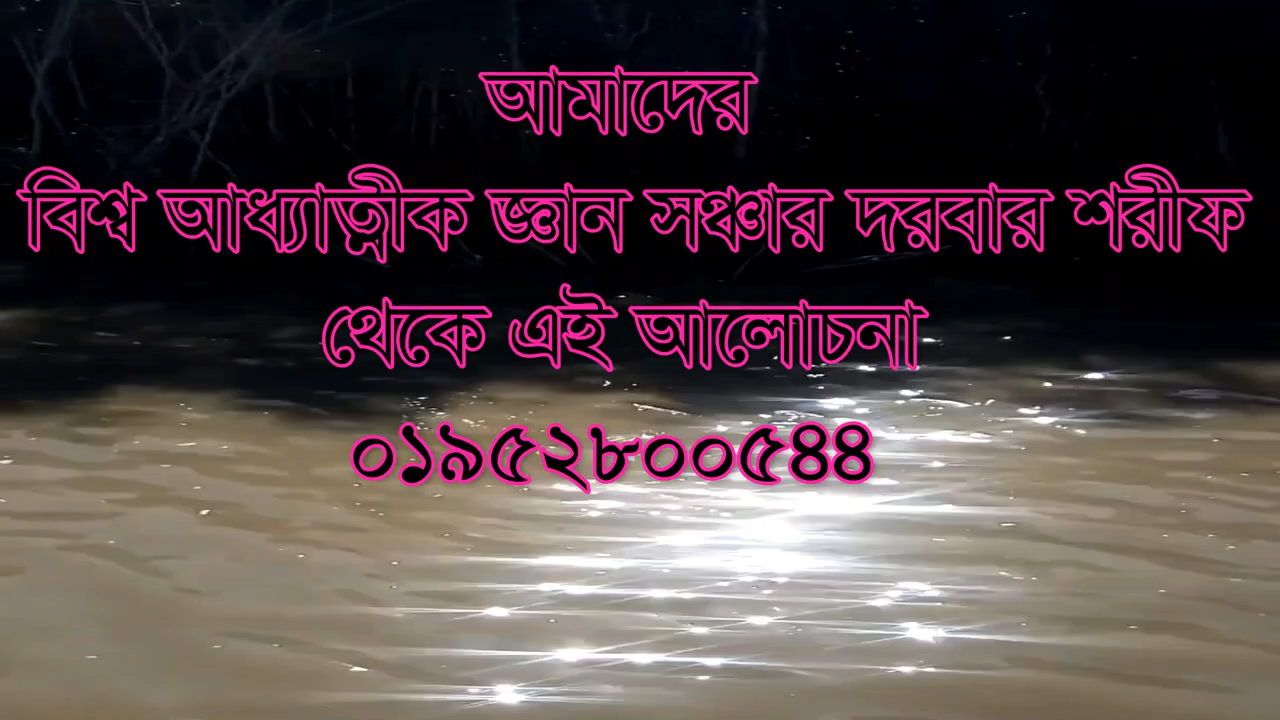 আমাদের
বিশ্ব আধ্যাত্মীক জ্ঞান সঞ্চার দরবার শরীফ
থেকে এই আলোচনা
০১৯৫২৮০০৫৪৪